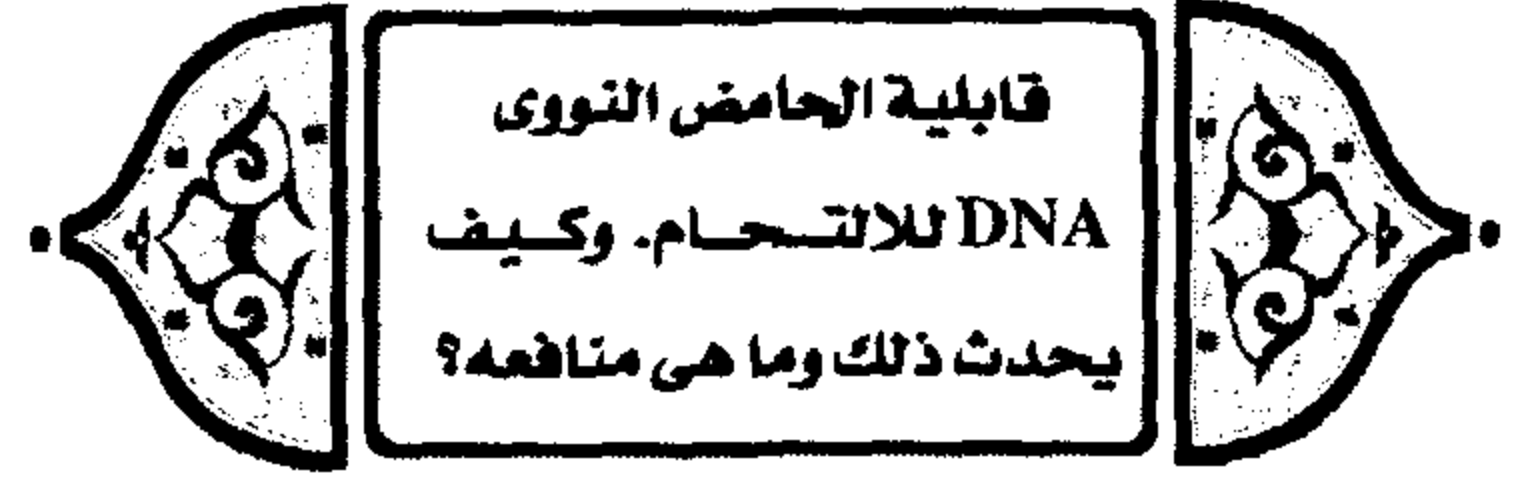 قابلية الحامض النووى
DNA للالتحام. وكيف
يحدث ذلك وما هى منافعه؟